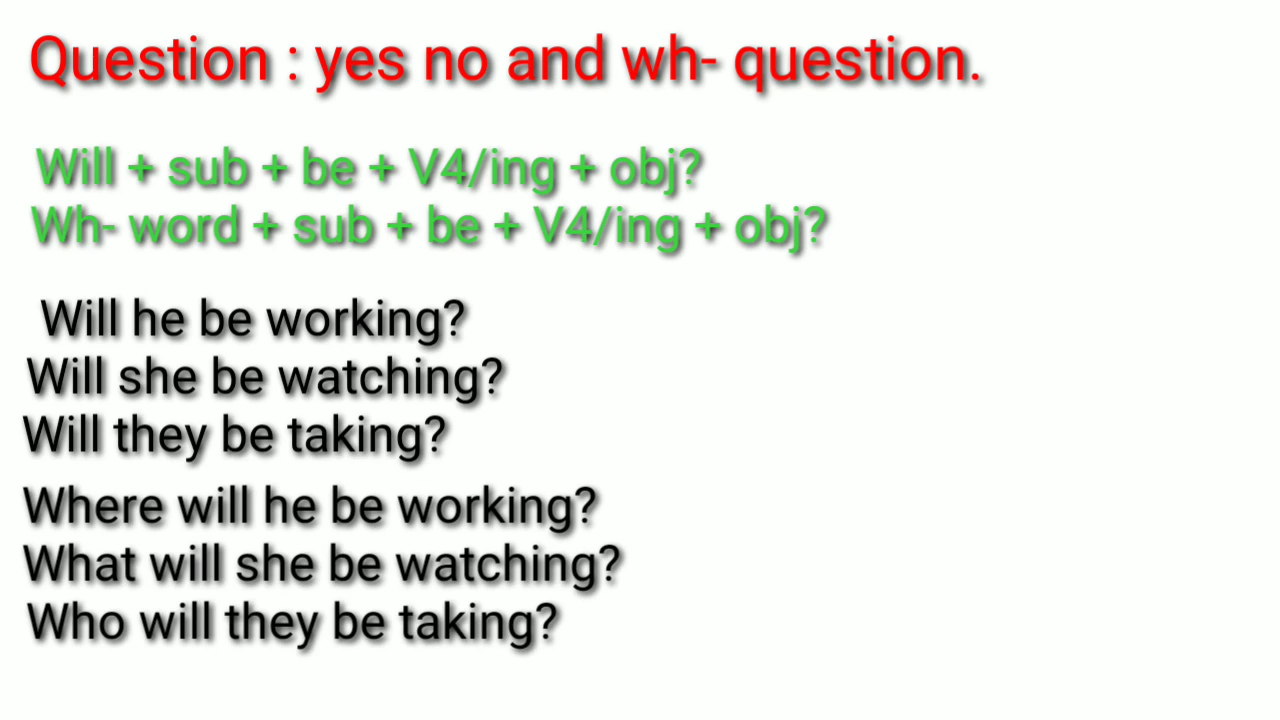 Question : yes no and wh- question.
Will + sub + be + V4/ing + obj?
Wh- word + sub + be + V4/ing + obj?
Will he be working?
Will she be watching?
Will they be taking?
Where will he be working?
What will she be watching?
Who will they be taking?